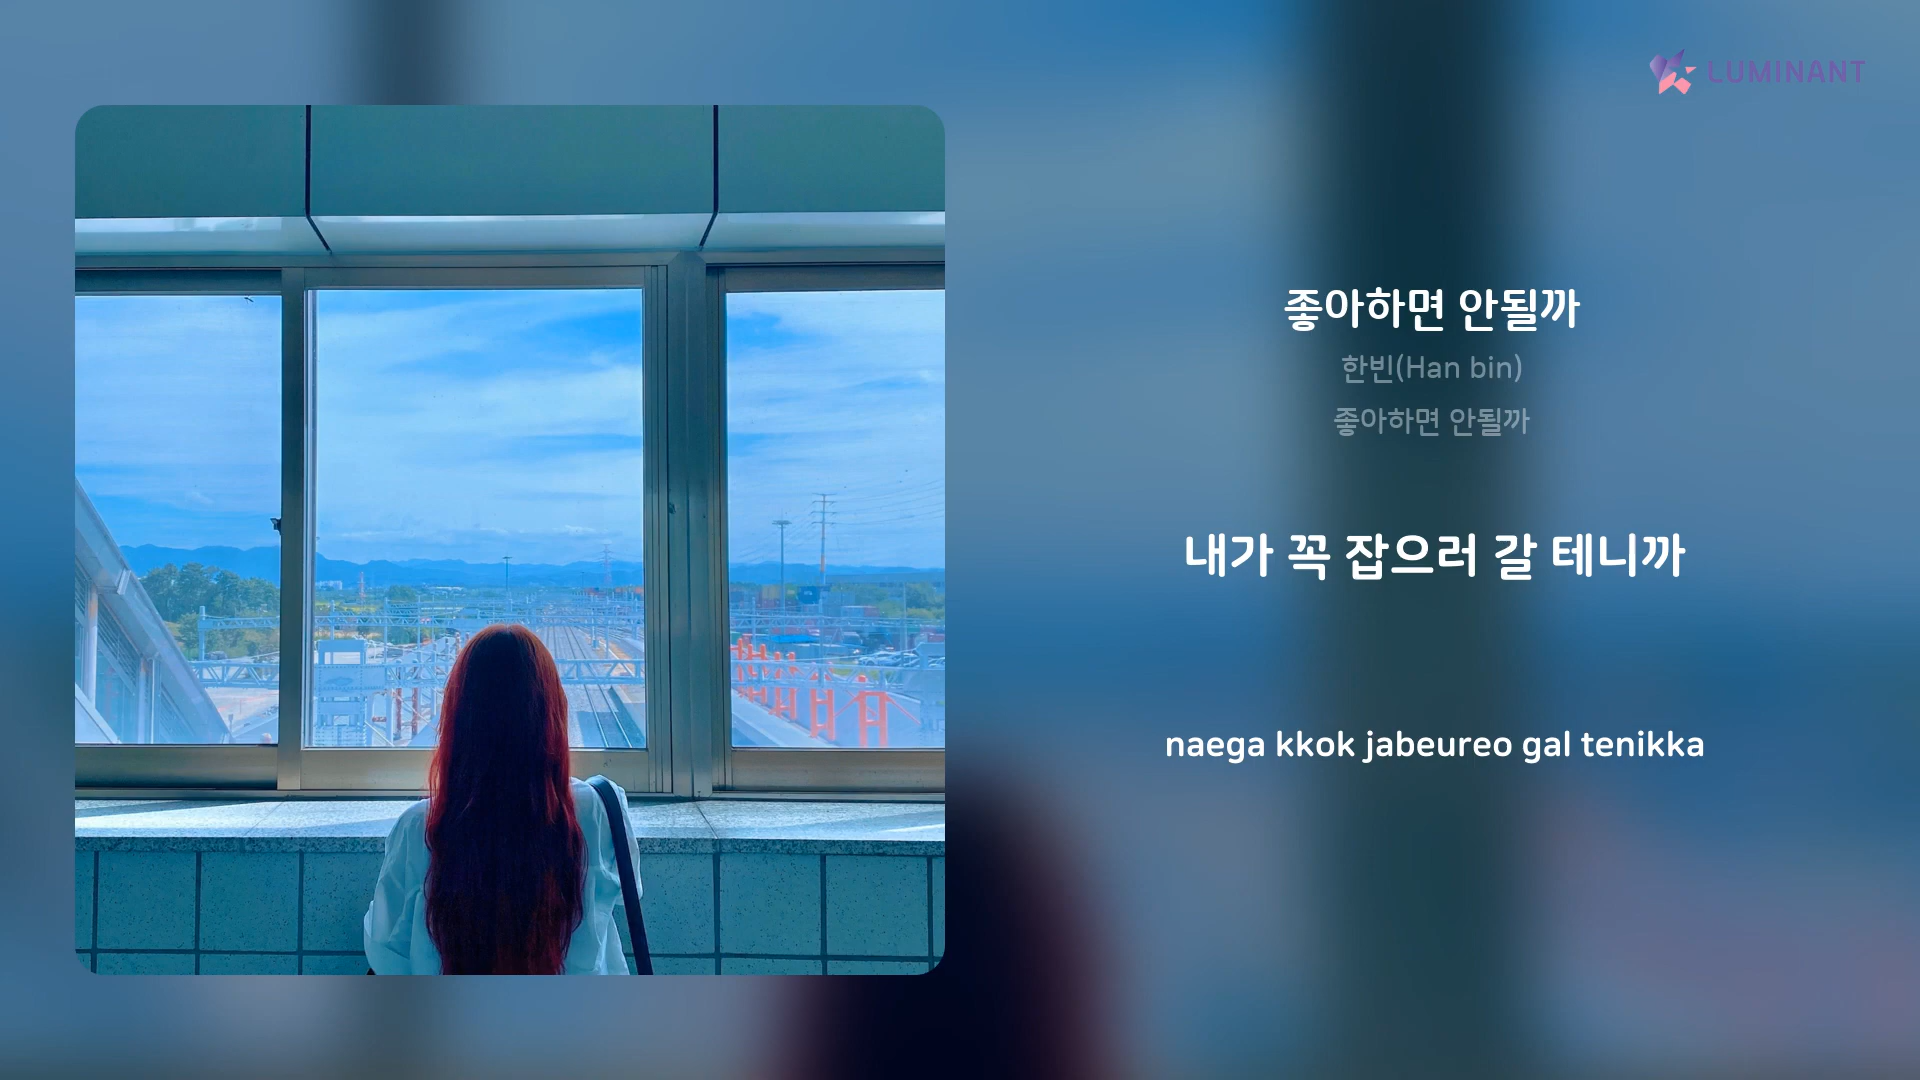 LUMINANT
좋아하면 안될까
한빈(Han bin)
좋아하면 안될까
내가 꼭 잡으러 갈 테니까
naega kkok jabeureo gal tenikka